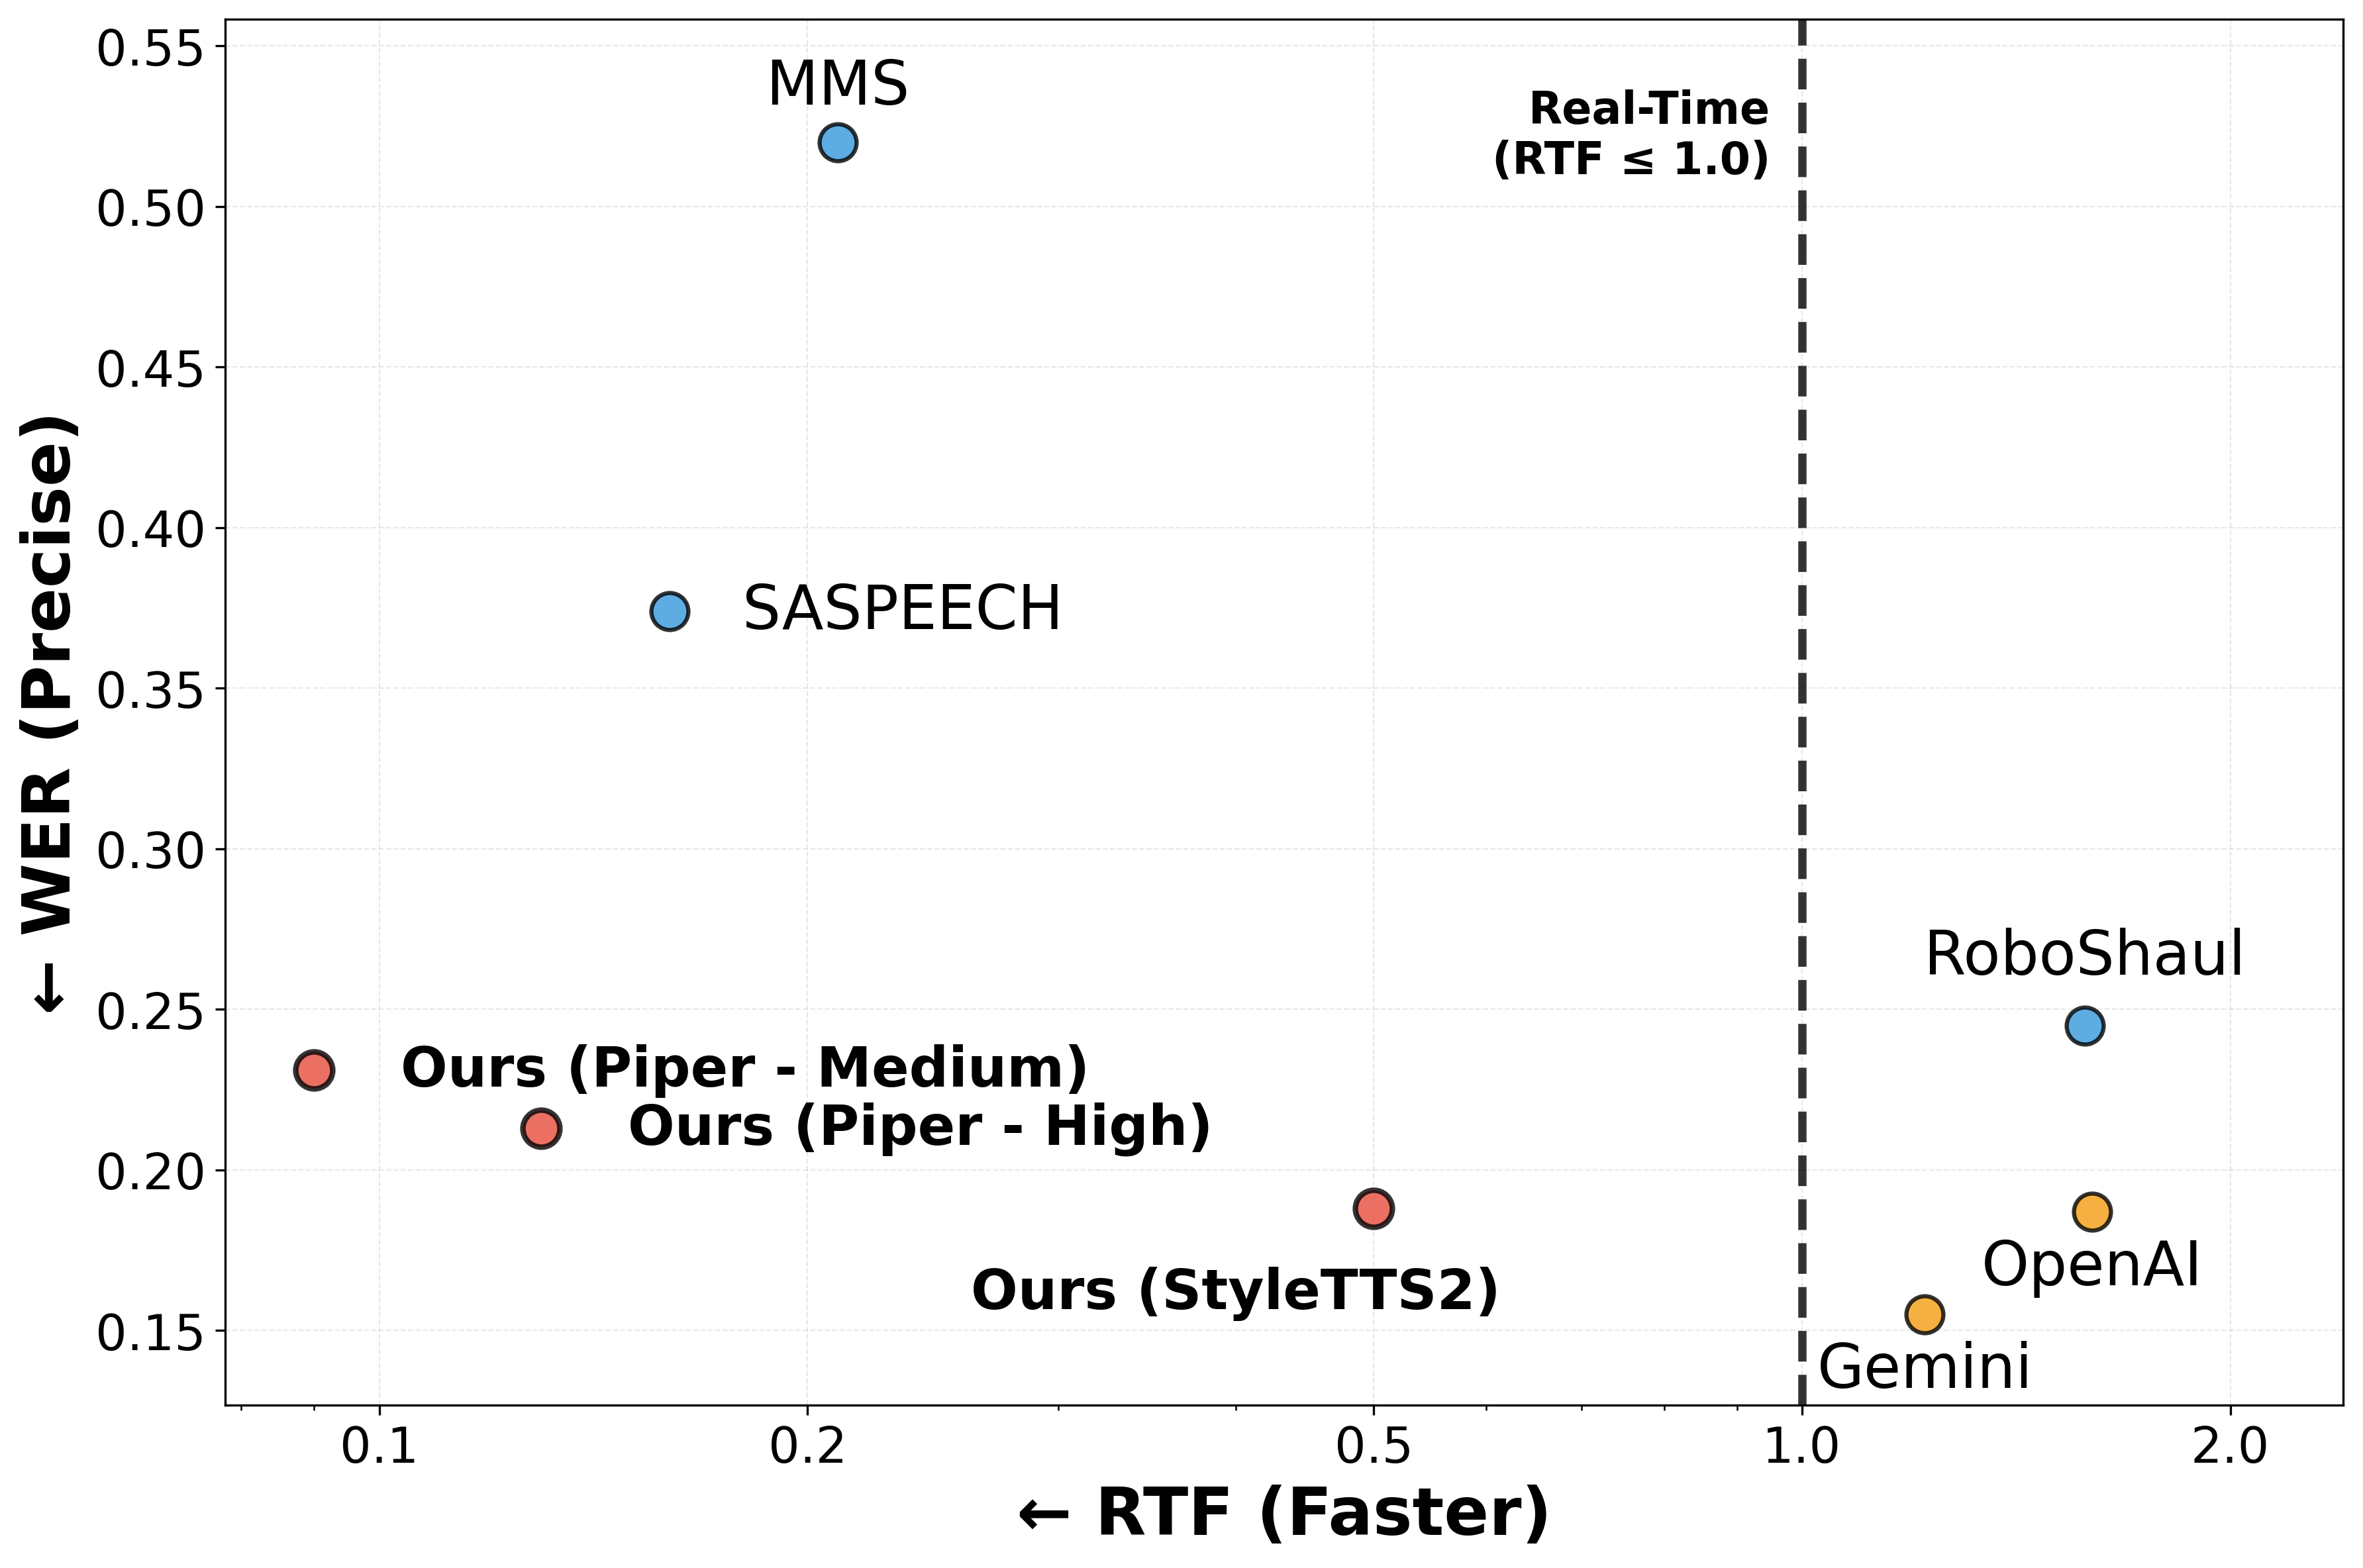 0.55
0.50
0.45
0.40
0.35
0.30
0.25
0.20
0.15
← WER (Precise)
MMS
Real-Time
(RTF ≤ 1.0)
SASPEECH
RoboShaul
Ours (Piper - Medium)
Ours (Piper - High)
Ours (StyleTTS2)
OpenAI
Gemini
0.1 0.2 0.5 1.0 2.0
← RTF (Faster)